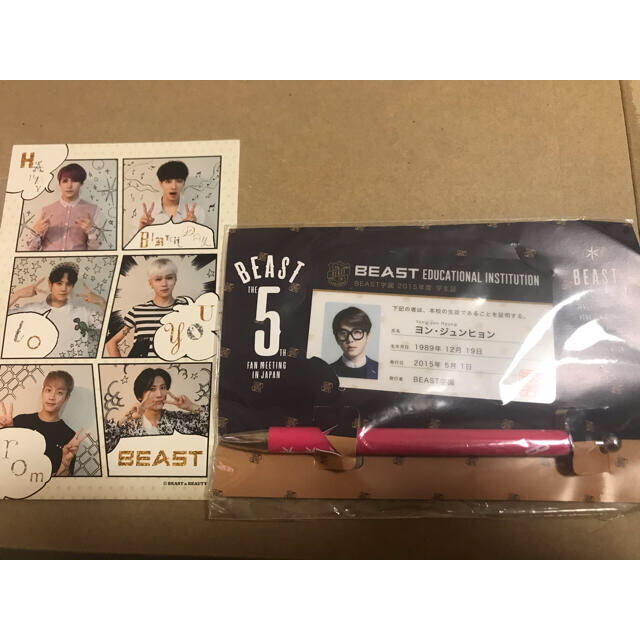 Happy
Birthday
to
you
from
BEAST
© BEAST & BEAUTY
BEAST
THE
5TH
FAN MEETING
IN JAPAN
BEAST EDUCATIONAL INSTITUTION
BEAST学園 2015年度 学生証
下記の者は、本校の生徒であることを証明する。
Yong Jun Hyung
氏名 ヨン・ジュンヒョン
生年月日 1989年 12月 19日
発行日 2015年 5月 1日
発行者 BEAST学園
BEAST